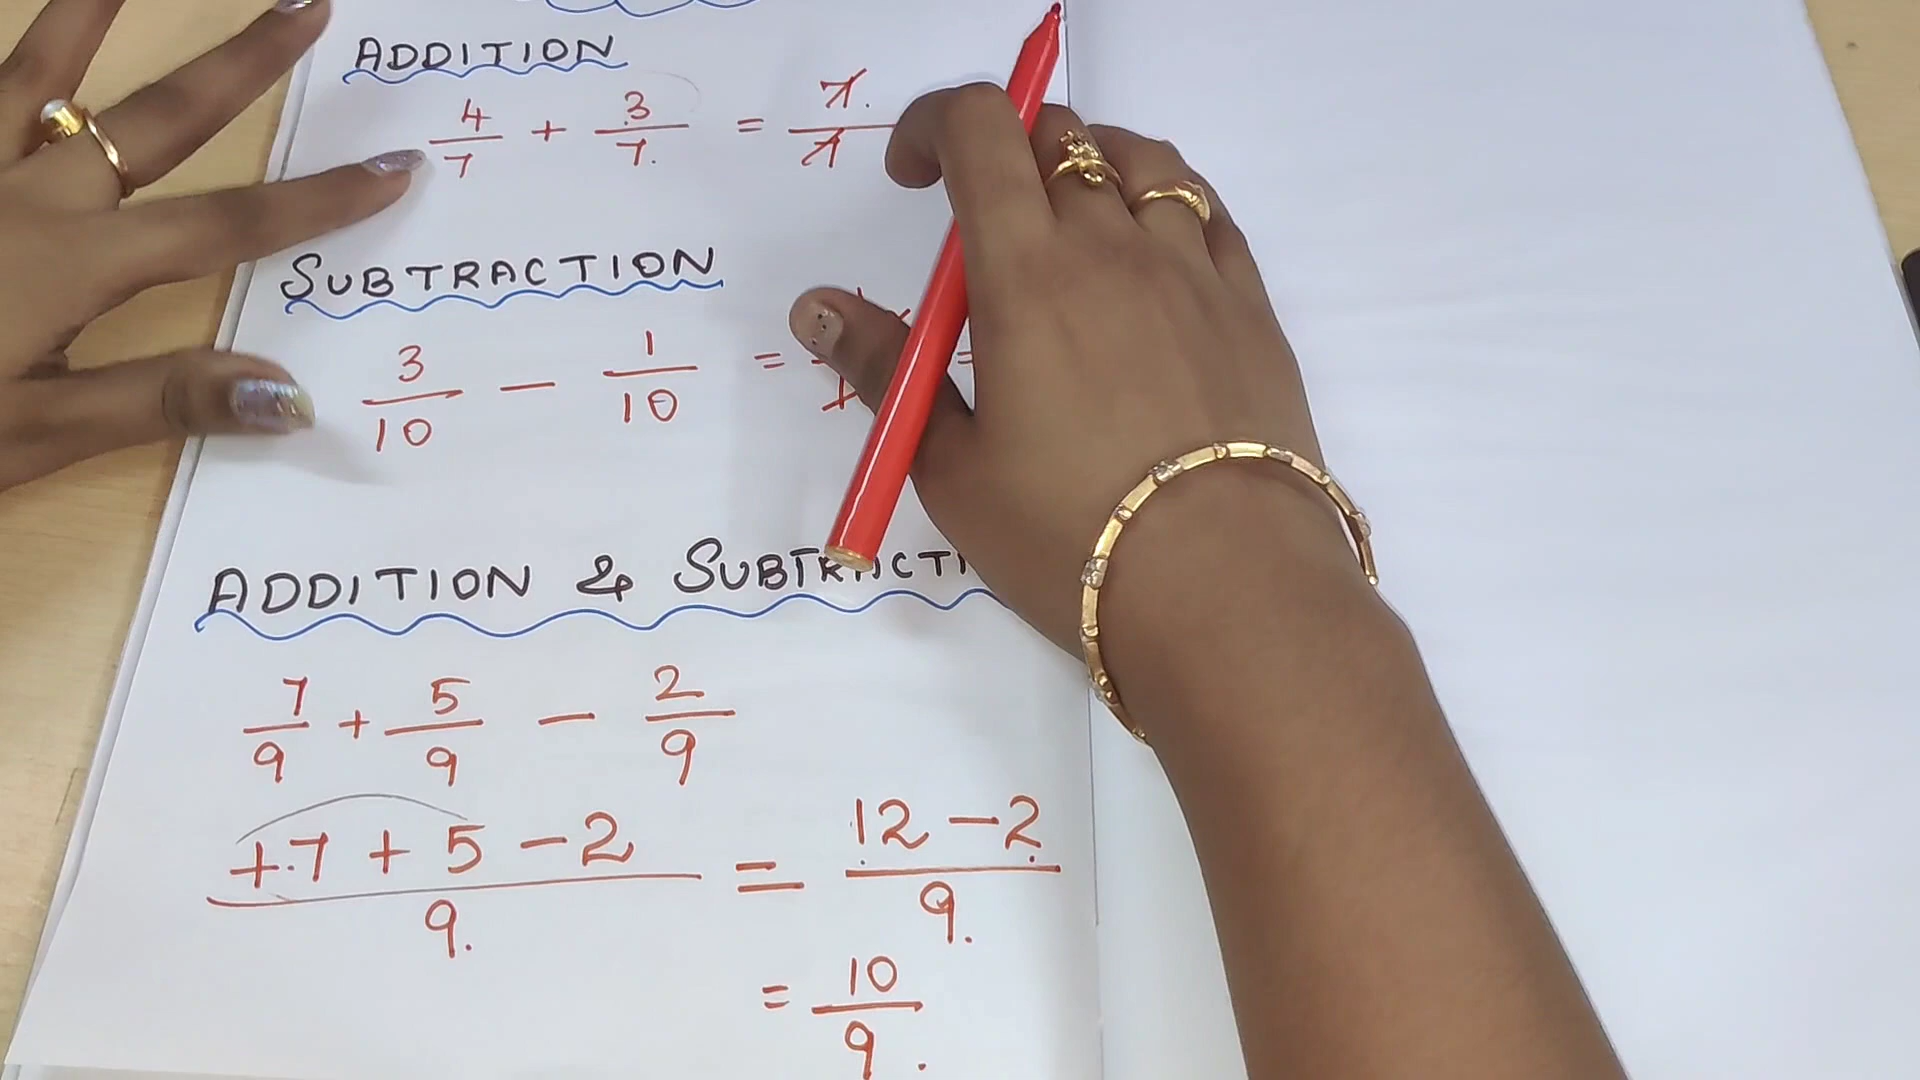 ADDITION
4/7 + 3/7 = 7/7
SUBTRACTION
3/10 - 1/10 = =
ADDITION & SUBTRACTI
7/9 + 5/9 - 2/9
+7 + 5 - 2 / 9 = 12 - 2 / 9
= 10/9